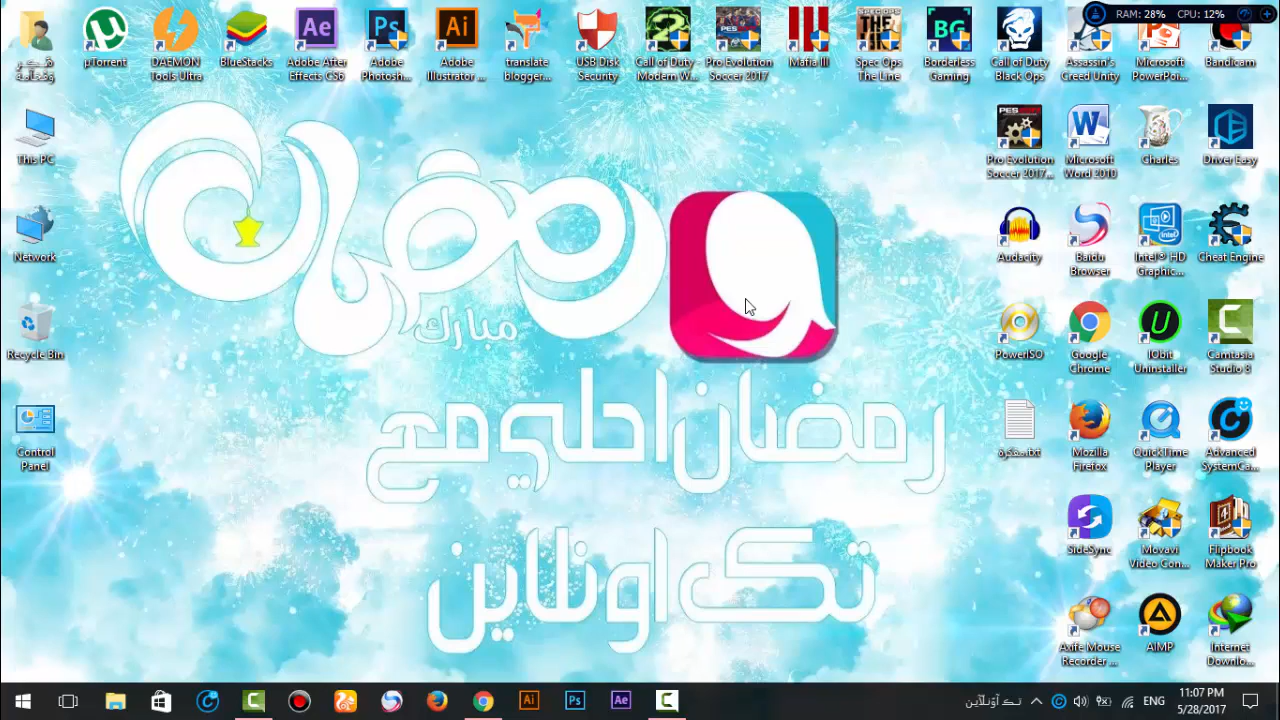 RAM: 28% CPU: 12%
µTorrent
DAEMON Tools Ultra
BlueStacks
Adobe After Effects CS6
Adobe Photosh...
Adobe Illustrator ...
translate blogger...
USB Disk Security
Call of Duty Modern W...
Pro Evolution Soccer 2017
Mafia III
Spec Ops The Line
Borderless Gaming
Call of Duty Black Ops
Assassin's Creed Unity
Microsoft PowerPoi...
Bandicam
This PC
Pro Evolution Soccer 2017...
Microsoft Word 2010
Charles
Driver Easy
رمضان
مبارك
Network
Audacity
Baidu Browser
Intel® HD Graphic...
Cheat Engine
Recycle Bin
PowerISO
Google Chrome
IObit Uninstaller
Camtasia Studio 8
رمضان احلي مع
تك اونلاين
Control Panel
مفكرة.txt
Mozilla Firefox
QuickTime Player
Advanced SystemCa...
SideSync
Movavi Video Con...
Flipbook Maker Pro
Axife Mouse Recorder ...
AIMP
Internet Downlo...
ENG
11:07 PM
5/28/2017